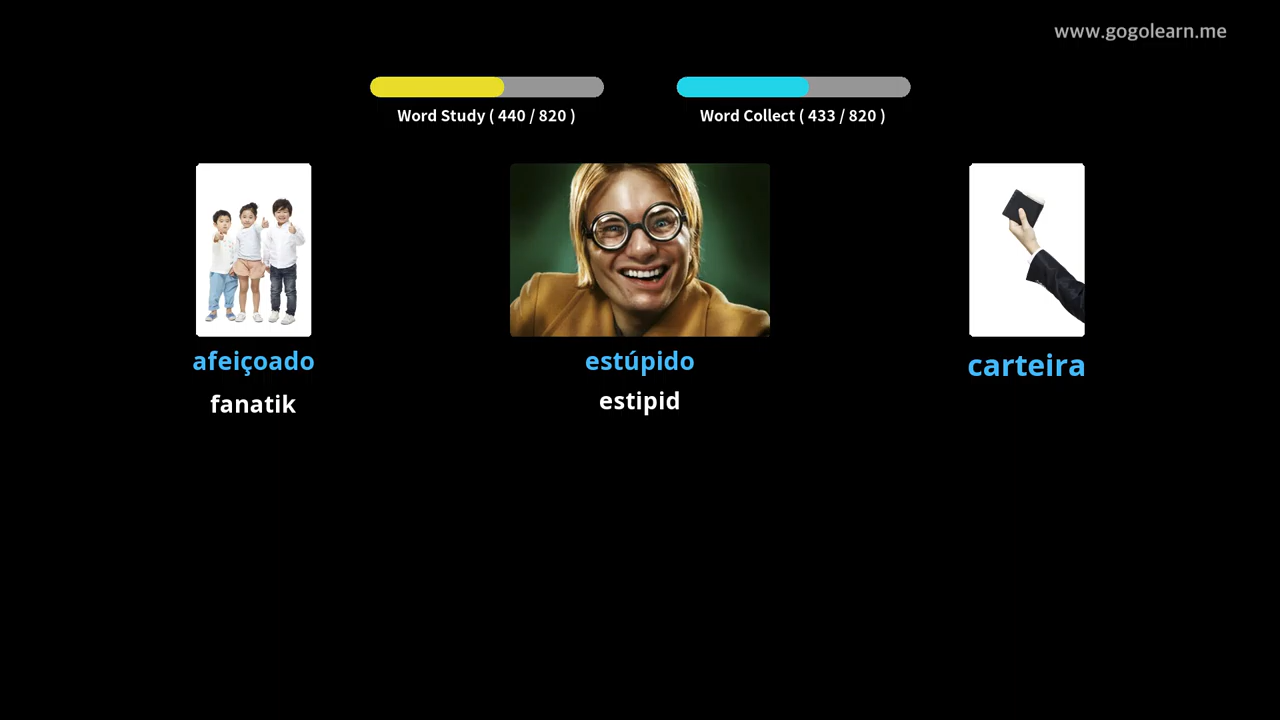 www.gogolearn.me
Word Study ( 440 / 820 )
Word Collect ( 433 / 820 )
afeiçoado
fanatik
estúpido
estipid
carteira